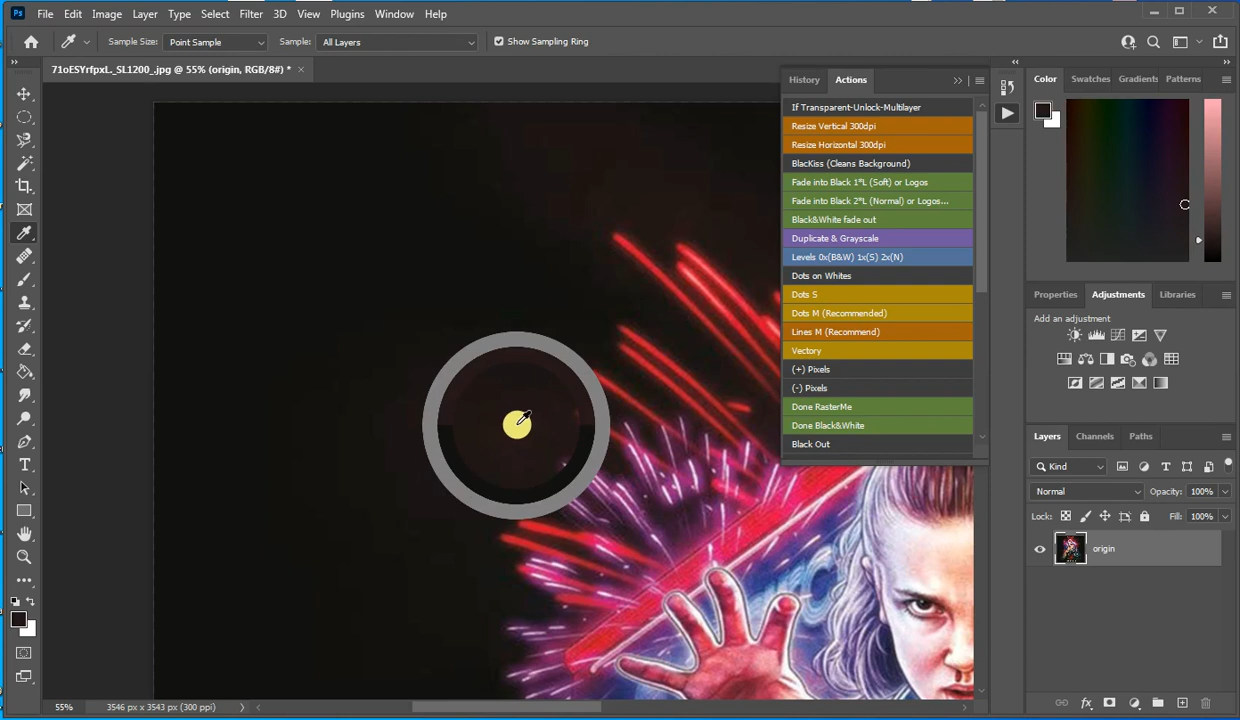 Ps File Edit Image Layer Type Select Filter 3D View Plugins Window Help
Sample Size: Point Sample Sample: All Layers Show Sampling Ring
71oESYrfpxL._SL1200_.jpg @ 55% (origin, RGB/8#) *
History Actions
If Transparent-Unlock-Multilayer
Resize Vertical 300dpi
Resize Horizontal 300dpi
BlacKiss (Cleans Background)
Fade into Black 1*L (Soft) or Logos
Fade into Black 2*L (Normal) or Logos...
Black&White fade out
Duplicate & Grayscale
Levels 0x(B&W) 1x(S) 2x(N)
Dots on Whites
Dots S
Dots M (Recommended)
Lines M (Recommend)
Vectory
(+) Pixels
(-) Pixels
Done RasterMe
Done Black&White
Black Out
Color Swatches Gradients Patterns
Properties Adjustments Libraries
Add an adjustment
Layers Channels Paths
Kind
Normal Opacity: 100%
Lock: Fill: 100%
origin
55% 3546 px x 3543 px (300 ppi)